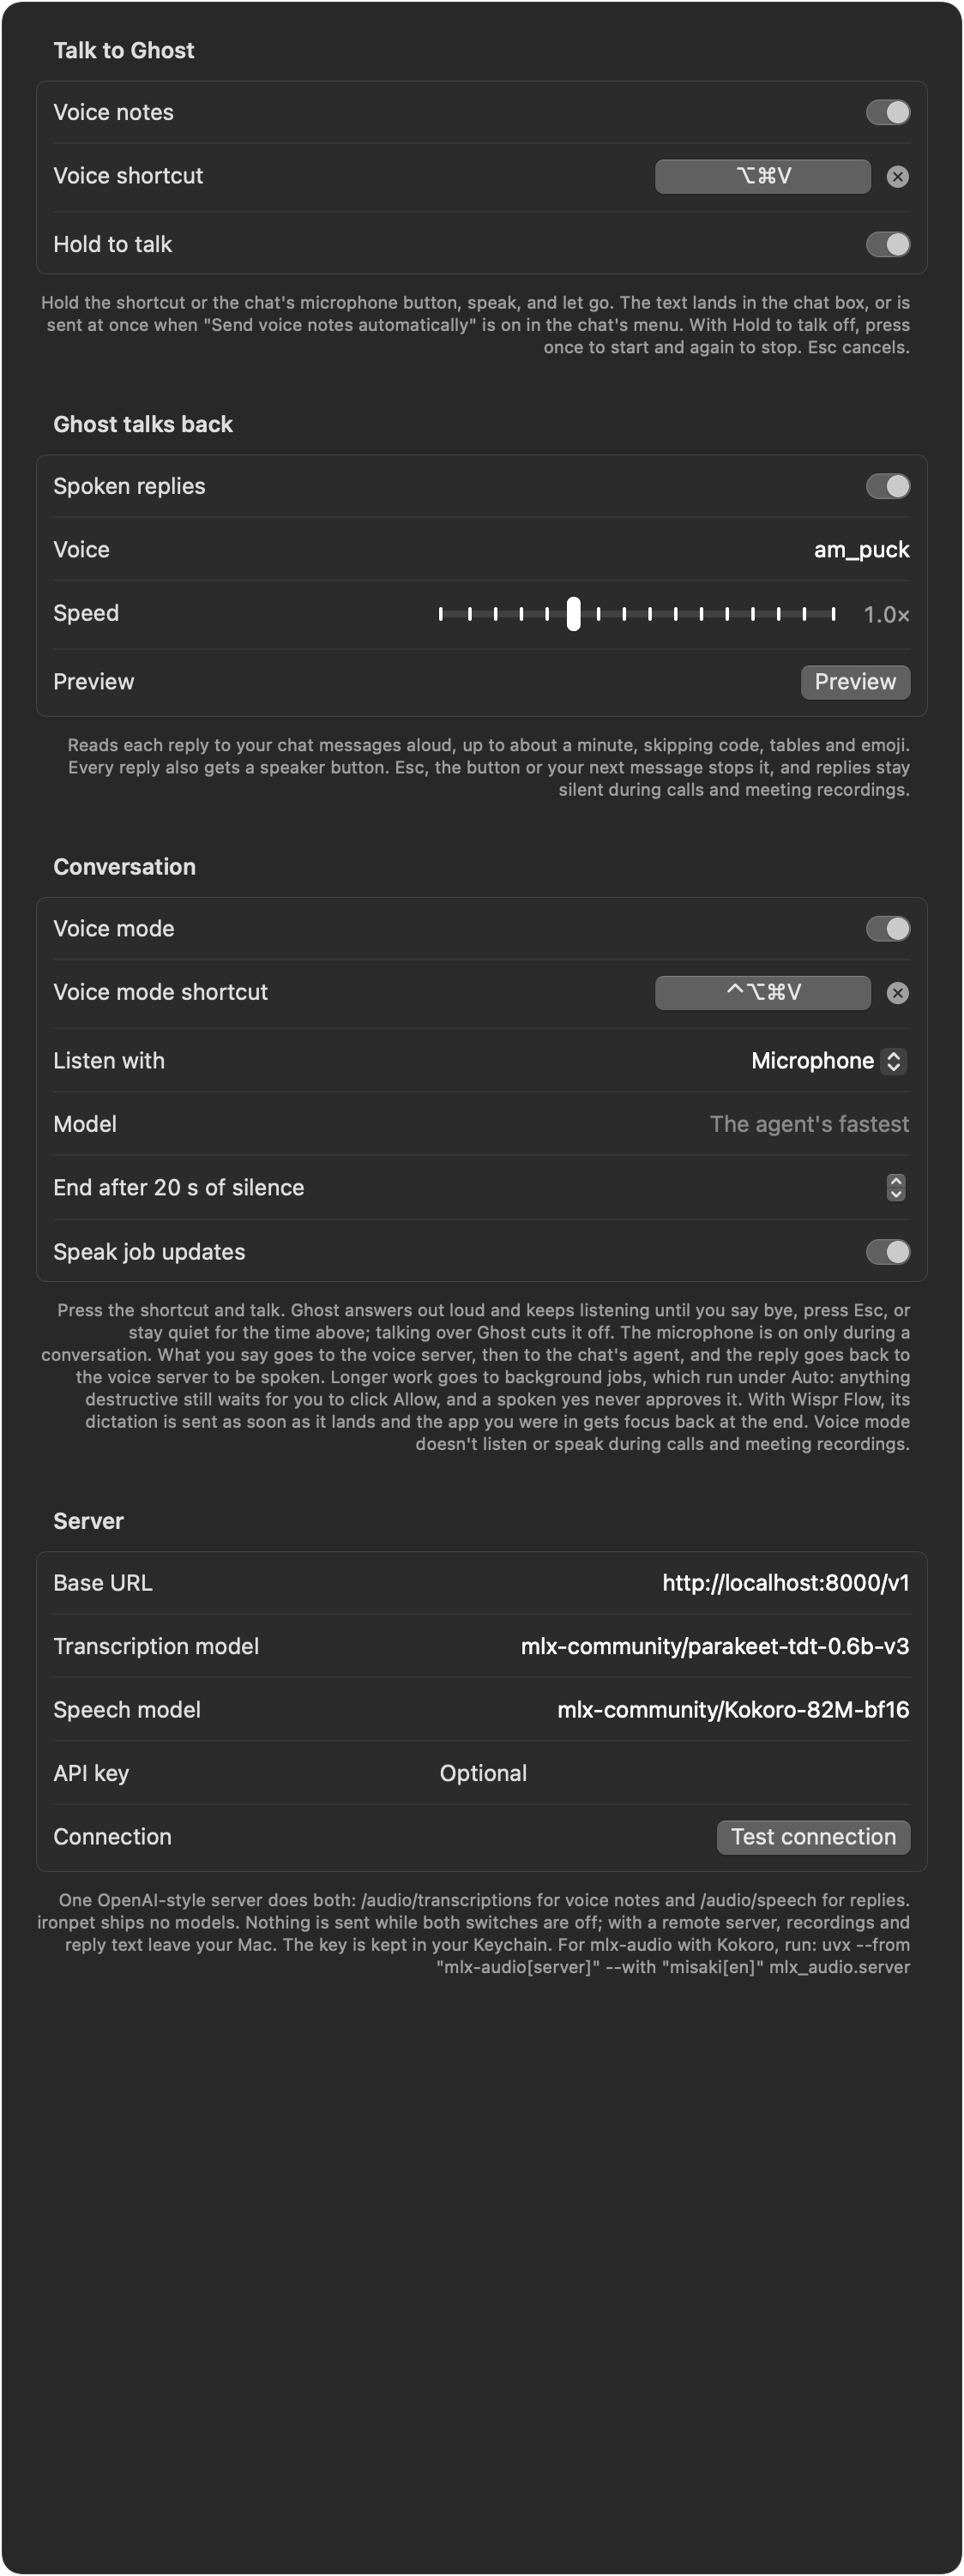 Talk to Ghost
Voice notes
Voice shortcut ⌥⌘V
Hold to talk
Hold the shortcut or the chat's microphone button, speak, and let go. The text lands in the chat box, or is
sent at once when "Send voice notes automatically" is on in the chat's menu. With Hold to talk off, press
once to start and again to stop. Esc cancels.
Ghost talks back
Spoken replies
Voice am_puck
Speed 1.0×
Preview Preview
Reads each reply to your chat messages aloud, up to about a minute, skipping code, tables and emoji.
Every reply also gets a speaker button. Esc, the button or your next message stops it, and replies stay
silent during calls and meeting recordings.
Conversation
Voice mode
Voice mode shortcut ^⌥⌘V
Listen with Microphone
Model The agent's fastest
End after 20 s of silence
Speak job updates
Press the shortcut and talk. Ghost answers out loud and keeps listening until you say bye, press Esc, or
stay quiet for the time above; talking over Ghost cuts it off. The microphone is on only during a
conversation. What you say goes to the voice server, then to the chat's agent, and the reply goes back to
the voice server to be spoken. Longer work goes to background jobs, which run under Auto: anything
destructive still waits for you to click Allow, and a spoken yes never approves it. With Wispr Flow, its
dictation is sent as soon as it lands and the app you were in gets focus back at the end. Voice mode
doesn't listen or speak during calls and meeting recordings.
Server
Base URL http://localhost:8000/v1
Transcription model mlx-community/parakeet-tdt-0.6b-v3
Speech model mlx-community/Kokoro-82M-bf16
API key Optional
Connection Test connection
One OpenAI-style server does both: /audio/transcriptions for voice notes and /audio/speech for replies.
ironpet ships no models. Nothing is sent while both switches are off; with a remote server, recordings and
reply text leave your Mac. The key is kept in your Keychain. For mlx-audio with Kokoro, run: uvx --from
"mlx-audio[server]" --with "misaki[en]" mlx_audio.server